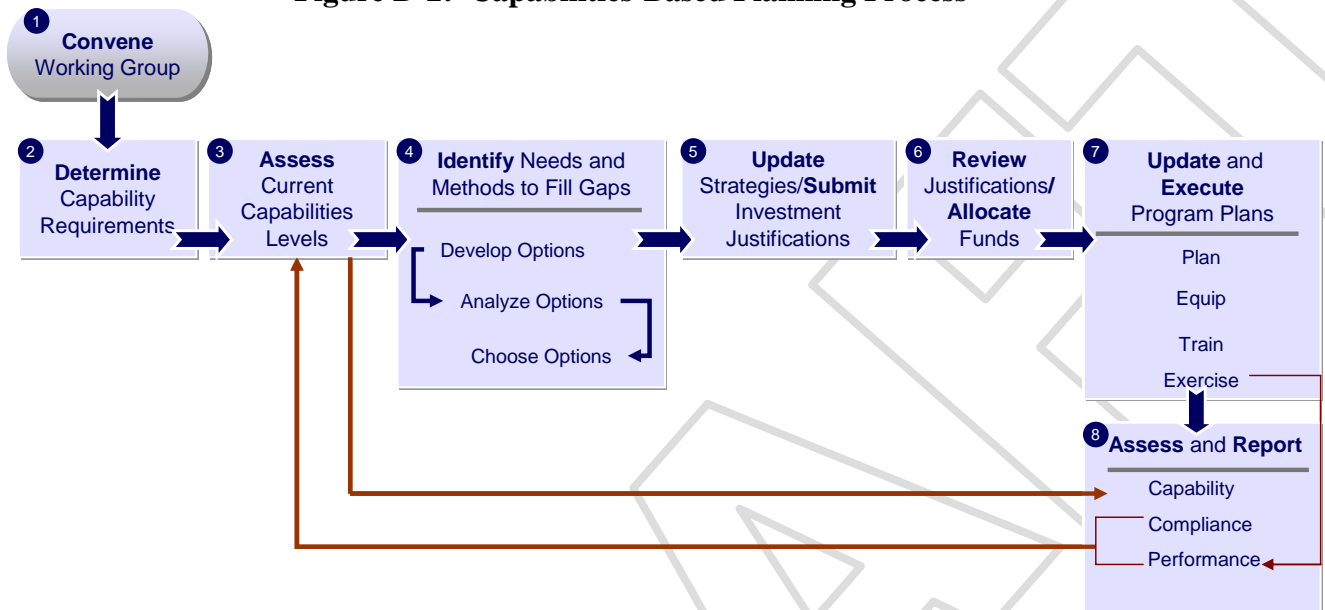 Figure B-2: Capabilities-Based Planning Process
1
Convene
Working Group
2
Determine
Capability
Requirements
3
Assess
Current
Capabilities
Levels
4
Identify Needs and
Methods to Fill Gaps
Develop Options
Analyze Options
Choose Options
5
Update
Strategies/Submit
Investment
Justifications
6
Review
Justifications/
Allocate
Funds
7
Update and
Execute
Program Plans
Plan
Equip
Train
Exercise
8
Assess and Report
Capability
Compliance
Performance